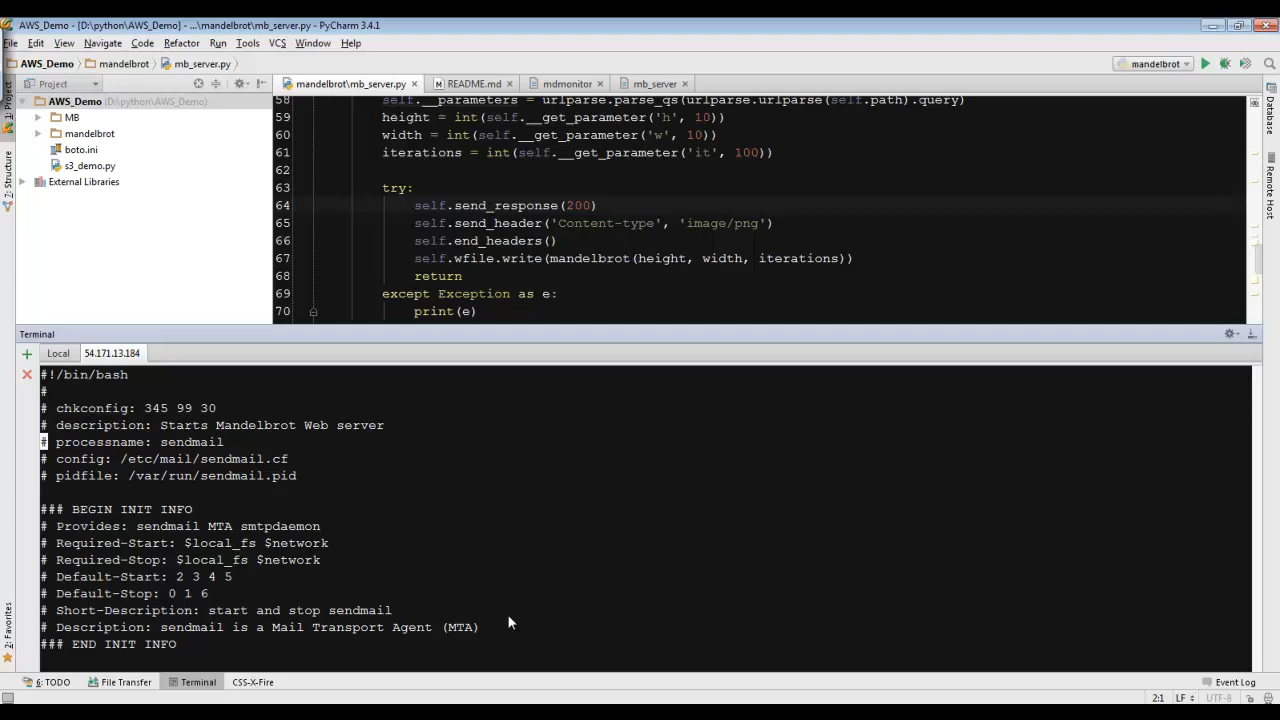 AWS_Demo - [D:\python\AWS_Demo] - ...\mandelbrot\mb_server.py - PyCharm 3.4.1
File Edit View Navigate Code Refactor Run Tools VCS Window Help
AWS_Demo mandelbrot mb_server.py mandelbrot
Project mandelbrot\mb_server.py README.md mdmonitor mb_server
1: Project
7: Structure
2: Favorites
AWS_Demo (D:\python\AWS_Demo)
MB
mandelbrot
boto.ini
s3_demo.py
External Libraries
58 self.__parameters = urlparse.parse_qs(urlparse.urlparse(self.path).query)
59 height = int(self.__get_parameter('h', 10))
60 width = int(self.__get_parameter('w', 10))
61 iterations = int(self.__get_parameter('it', 100))
62
63 try:
64 self.send_response(200)
65 self.send_header('Content-type', 'image/png')
66 self.end_headers()
67 self.wfile.write(mandelbrot(height, width, iterations))
68 return
69 except Exception as e:
70 print(e)
Database
Remote Host
Terminal
Local 54.171.13.184
#!/bin/bash
#
# chkconfig: 345 99 30
# description: Starts Mandelbrot Web server
# processname: sendmail
# config: /etc/mail/sendmail.cf
# pidfile: /var/run/sendmail.pid
### BEGIN INIT INFO
# Provides: sendmail MTA smtpdaemon
# Required-Start: $local_fs $network
# Required-Stop: $local_fs $network
# Default-Start: 2 3 4 5
# Default-Stop: 0 1 6
# Short-Description: start and stop sendmail
# Description: sendmail is a Mail Transport Agent (MTA)
### END INIT INFO
6: TODO File Transfer Terminal CSS-X-Fire Event Log
2:1 LF UTF-8